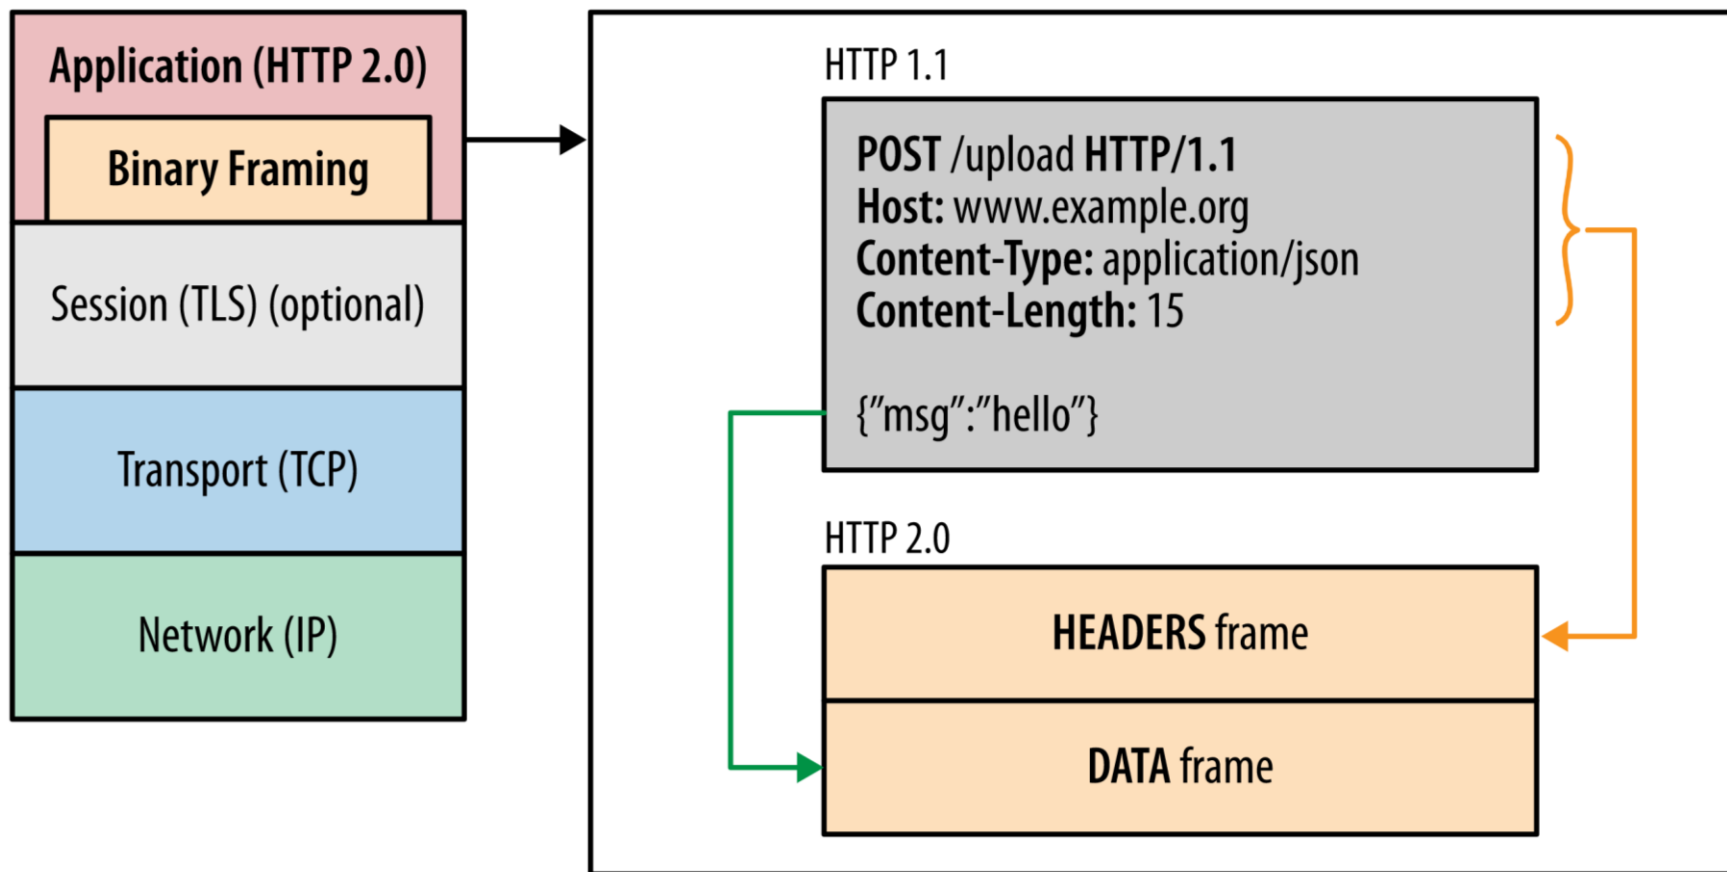 Application (HTTP 2.0)
Binary Framing
Session (TLS) (optional)
Transport (TCP)
Network (IP)
HTTP 1.1
POST /upload HTTP/1.1
Host: www.example.org
Content-Type: application/json
Content-Length: 15
{”msg”:”hello”}
HTTP 2.0
HEADERS frame
DATA frame